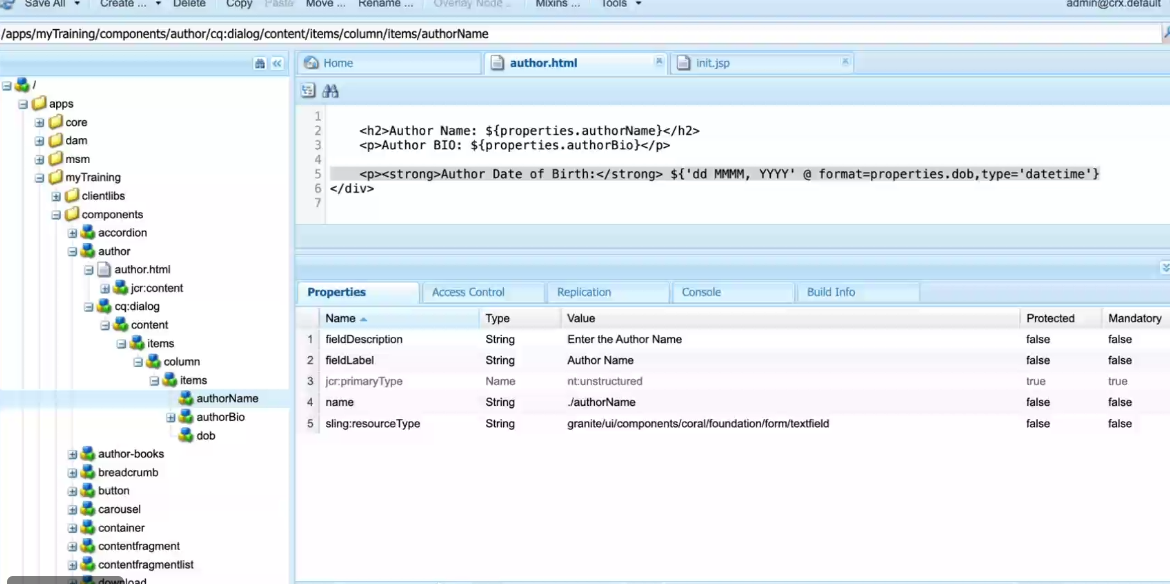 Save All Create ... Delete Copy Paste Move ... Rename ... Overlay Node ... Mixins ... Tools admin@crx.default
/apps/myTraining/components/author/cq:dialog/content/items/column/items/authorName
/
apps
core
dam
msm
myTraining
clientlibs
components
accordion
author
author.html
jcr:content
cq:dialog
content
items
column
items
authorName
authorBio
dob
author-books
breadcrumb
button
carousel
container
contentfragment
contentfragmentlist
download
Home author.html init.jsp
1
2 <h2>Author Name: ${properties.authorName}</h2>
3 <p>Author BIO: ${properties.authorBio}</p>
4
5 <p><strong>Author Date of Birth:</strong> ${'dd MMMM, YYYY' @ format=properties.dob,type='datetime'}
6 </div>
7
Properties Access Control Replication Console Build Info
Name Type Value Protected Mandatory
1 fieldDescription String Enter the Author Name false false
2 fieldLabel String Author Name false false
3 jcr:primaryType Name nt:unstructured true true
4 name String ./authorName false false
5 sling:resourceType String granite/ui/components/coral/foundation/form/textfield false false